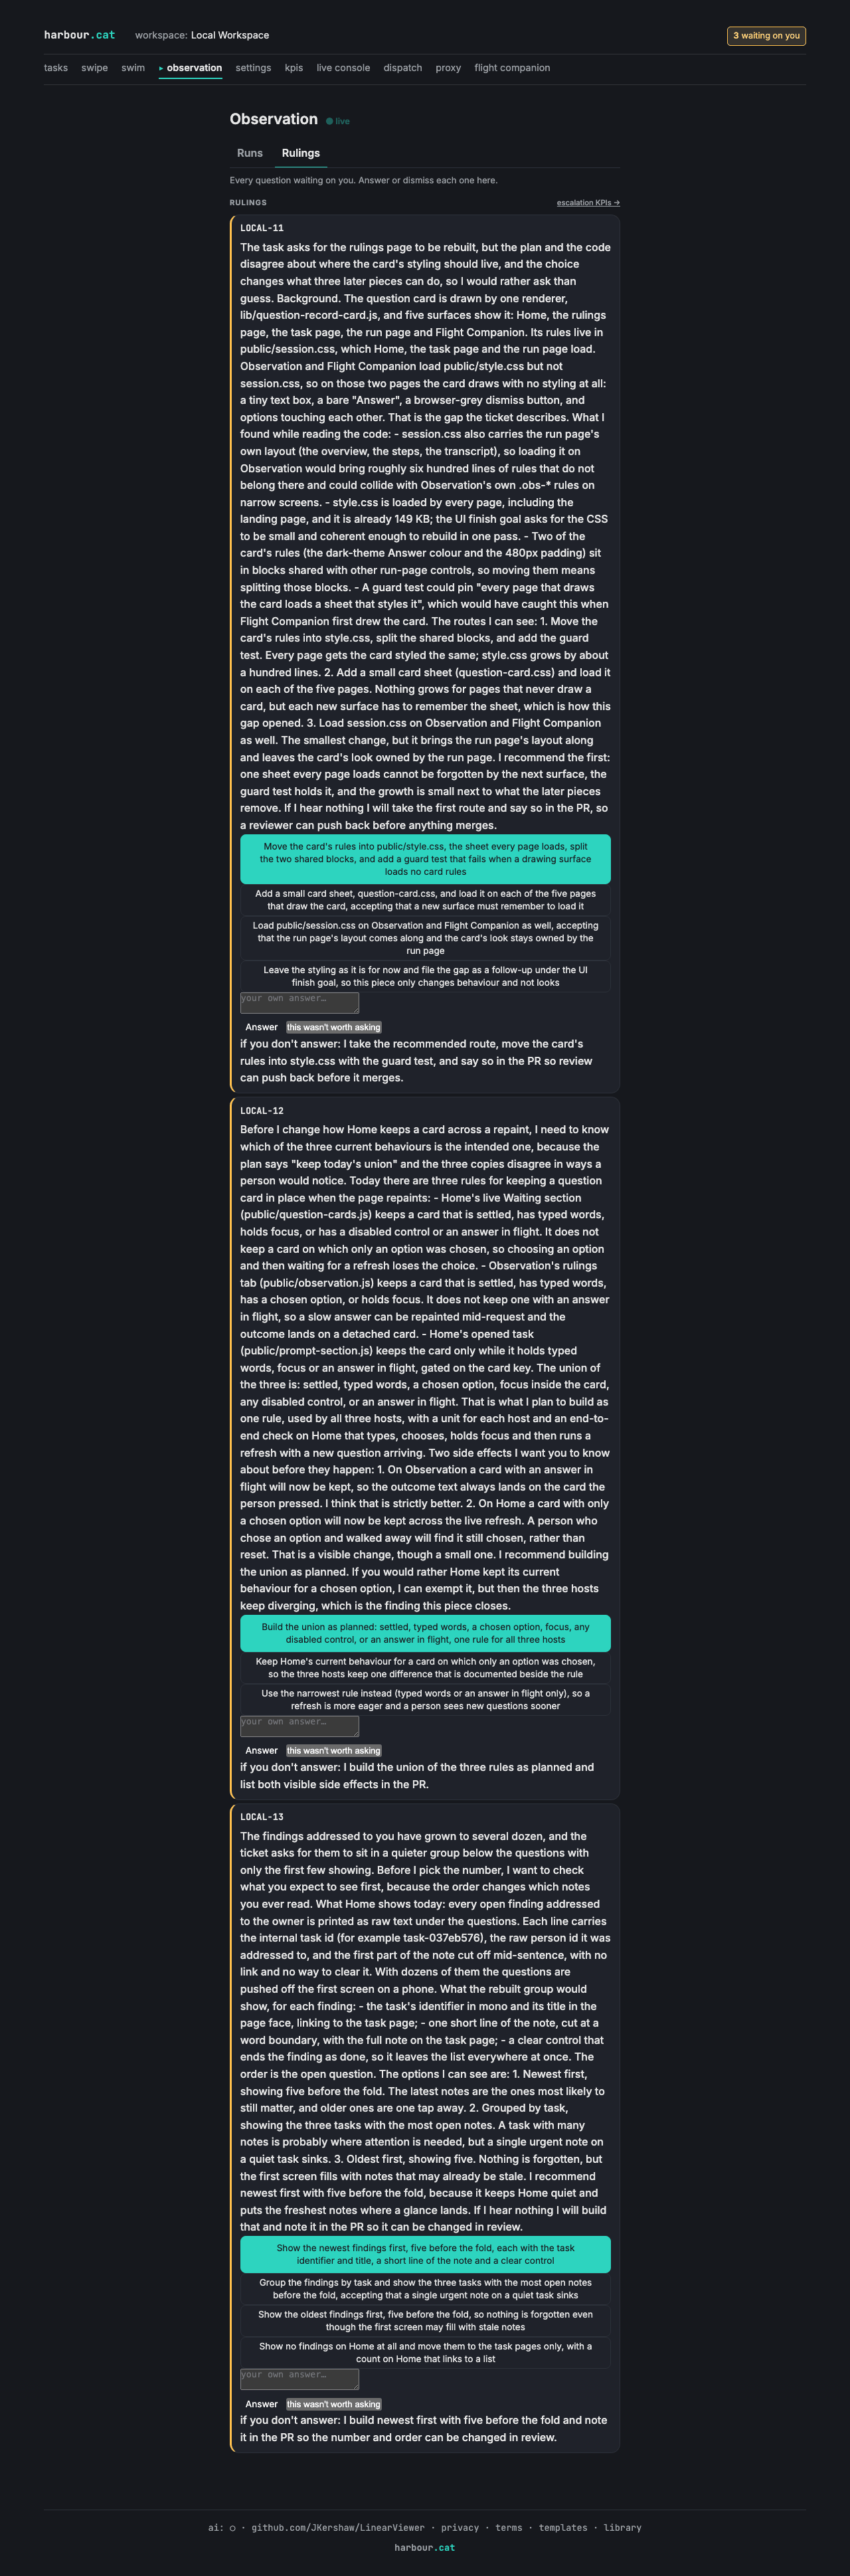 harbour.cat workspace: Local Workspace 3 waiting on you
tasks swipe swim ▸ observation settings kpis live console dispatch proxy flight companion
Observation ● live
Runs Rulings
Every question waiting on you. Answer or dismiss each one here.
RULINGS escalation KPIs →
LOCAL-11
The task asks for the rulings page to be rebuilt, but the plan and the code
disagree about where the card's styling should live, and the choice
changes what three later pieces can do, so I would rather ask than
guess. Background. The question card is drawn by one renderer,
lib/question-record-card.js, and five surfaces show it: Home, the rulings
page, the task page, the run page and Flight Companion. Its rules live in
public/session.css, which Home, the task page and the run page load.
Observation and Flight Companion load public/style.css but not
session.css, so on those two pages the card draws with no styling at all:
a tiny text box, a bare "Answer", a browser-grey dismiss button, and
options touching each other. That is the gap the ticket describes. What I
found while reading the code: - session.css also carries the run page's
own layout (the overview, the steps, the transcript), so loading it on
Observation would bring roughly six hundred lines of rules that do not
belong there and could collide with Observation's own .obs-* rules on
narrow screens. - style.css is loaded by every page, including the
landing page, and it is already 149 KB; the UI finish goal asks for the CSS
to be small and coherent enough to rebuild in one pass. - Two of the
card's rules (the dark-theme Answer colour and the 480px padding) sit
in blocks shared with other run-page controls, so moving them means
splitting those blocks. - A guard test could pin "every page that draws
the card loads a sheet that styles it", which would have caught this when
Flight Companion first drew the card. The routes I can see: 1. Move the
card's rules into style.css, split the shared blocks, and add the guard
test. Every page gets the card styled the same; style.css grows by about
a hundred lines. 2. Add a small card sheet (question-card.css) and load it
on each of the five pages. Nothing grows for pages that never draw a
card, but each new surface has to remember the sheet, which is how this
gap opened. 3. Load session.css on Observation and Flight Companion
as well. The smallest change, but it brings the run page's layout along
and leaves the card's look owned by the run page. I recommend the first:
one sheet every page loads cannot be forgotten by the next surface, the
guard test holds it, and the growth is small next to what the later pieces
remove. If I hear nothing I will take the first route and say so in the PR, so
a reviewer can push back before anything merges.
Move the card's rules into public/style.css, the sheet every page loads, split
the two shared blocks, and add a guard test that fails when a drawing surface
loads no card rules
Add a small card sheet, question-card.css, and load it on each of the five pages
that draw the card, accepting that a new surface must remember to load it
Load public/session.css on Observation and Flight Companion as well, accepting
that the run page's layout comes along and the card's look stays owned by the
run page
Leave the styling as it is for now and file the gap as a follow-up under the UI
finish goal, so this piece only changes behaviour and not looks
your own answer…
Answer this wasn't worth asking
if you don't answer: I take the recommended route, move the card's
rules into style.css with the guard test, and say so in the PR so review
can push back before it merges.
LOCAL-12
Before I change how Home keeps a card across a repaint, I need to know
which of the three current behaviours is the intended one, because the
plan says "keep today's union" and the three copies disagree in ways a
person would notice. Today there are three rules for keeping a question
card in place when the page repaints: - Home's live Waiting section
(public/question-cards.js) keeps a card that is settled, has typed words,
holds focus, or has a disabled control or an answer in flight. It does not
keep a card on which only an option was chosen, so choosing an option
and then waiting for a refresh loses the choice. - Observation's rulings
tab (public/observation.js) keeps a card that is settled, has typed words,
has a chosen option, or holds focus. It does not keep one with an answer
in flight, so a slow answer can be repainted mid-request and the
outcome lands on a detached card. - Home's opened task
(public/prompt-section.js) keeps the card only while it holds typed
words, focus or an answer in flight, gated on the card key. The union of
the three is: settled, typed words, a chosen option, focus inside the card,
any disabled control, or an answer in flight. That is what I plan to build as
one rule, used by all three hosts, with a unit for each host and an end-to-
end check on Home that types, chooses, holds focus and then runs a
refresh with a new question arriving. Two side effects I want you to know
about before they happen: 1. On Observation a card with an answer in
flight will now be kept, so the outcome text always lands on the card the
person pressed. I think that is strictly better. 2. On Home a card with only
a chosen option will now be kept across the live refresh. A person who
chose an option and walked away will find it still chosen, rather than
reset. That is a visible change, though a small one. I recommend building
the union as planned. If you would rather Home kept its current
behaviour for a chosen option, I can exempt it, but then the three hosts
keep diverging, which is the finding this piece closes.
Build the union as planned: settled, typed words, a chosen option, focus, any
disabled control, or an answer in flight, one rule for all three hosts
Keep Home's current behaviour for a card on which only an option was chosen,
so the three hosts keep one difference that is documented beside the rule
Use the narrowest rule instead (typed words or an answer in flight only), so a
refresh is more eager and a person sees new questions sooner
your own answer…
Answer this wasn't worth asking
if you don't answer: I build the union of the three rules as planned and
list both visible side effects in the PR.
LOCAL-13
The findings addressed to you have grown to several dozen, and the
ticket asks for them to sit in a quieter group below the questions with
only the first few showing. Before I pick the number, I want to check
what you expect to see first, because the order changes which notes
you ever read. What Home shows today: every open finding addressed
to the owner is printed as raw text under the questions. Each line carries
the internal task id (for example task-037eb576), the raw person id it was
addressed to, and the first part of the note cut off mid-sentence, with no
link and no way to clear it. With dozens of them the questions are
pushed off the first screen on a phone. What the rebuilt group would
show, for each finding: - the task's identifier in mono and its title in the
page face, linking to the task page; - one short line of the note, cut at a
word boundary, with the full note on the task page; - a clear control that
ends the finding as done, so it leaves the list everywhere at once. The
order is the open question. The options I can see are: 1. Newest first,
showing five before the fold. The latest notes are the ones most likely to
still matter, and older ones are one tap away. 2. Grouped by task,
showing the three tasks with the most open notes. A task with many
notes is probably where attention is needed, but a single urgent note on
a quiet task sinks. 3. Oldest first, showing five. Nothing is forgotten, but
the first screen fills with notes that may already be stale. I recommend
newest first with five before the fold, because it keeps Home quiet and
puts the freshest notes where a glance lands. If I hear nothing I will build
that and note it in the PR so it can be changed in review.
Show the newest findings first, five before the fold, each with the task
identifier and title, a short line of the note and a clear control
Group the findings by task and show the three tasks with the most open notes
before the fold, accepting that a single urgent note on a quiet task sinks
Show the oldest findings first, five before the fold, so nothing is forgotten even
though the first screen may fill with stale notes
Show no findings on Home at all and move them to the task pages only, with a
count on Home that links to a list
your own answer…
Answer this wasn't worth asking
if you don't answer: I build newest first with five before the fold and note
it in the PR so the number and order can be changed in review.
ai: ○ · github.com/JKershaw/LinearViewer · privacy · terms · templates · library
harbour.cat